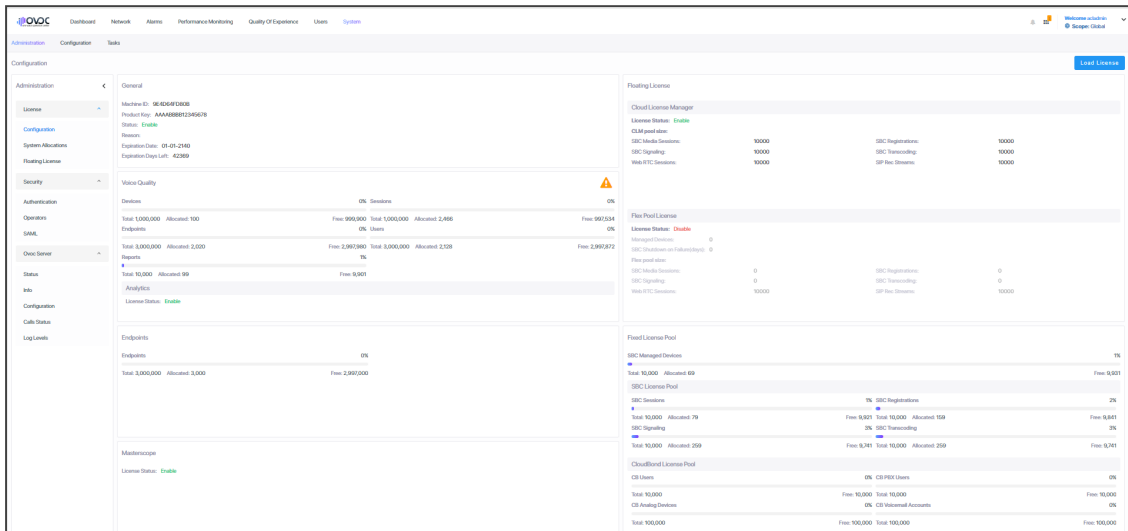 OVOC Dashboard Network Alarms Performance Monitoring Quality Of Experience Users System
Welcome acladmin
Scope: Global
Administration Configuration Tasks
Configuration
Load License
Administration
License
Configuration
System Allocations
Floating License
Security
Authentication
Operators
SAML
Ovoc Server
Status
Info
Configuration
Calls Status
Log Levels
General
Product Key: AAAABBBB12345678
Status: Enable
Reason:
Expiration Date: 01-01-2140
Expiration Days Left: 42369
Voice Quality
Devices 0% Sessions 0%
Total: 1,000,000 Allocated: 100 Free: 999,900 Total: 1,000,000 Allocated: 2,466 Free: 997,534
Endpoints 0% Users 0%
Total: 3,000,000 Allocated: 2,020 Free: 2,997,980 Total: 3,000,000 Allocated: 2,128 Free: 2,997,872
Reports 1%
Total: 10,000 Allocated: 99 Free: 9,901
Analytics
License Status: Enable
Endpoints
Endpoints 0%
Total: 3,000,000 Allocated: 3,000 Free: 2,997,000
Masterscope
License Status: Enable
Floating License
Cloud License Manager
License Status: Enable
CLM pool size:
SBC Media Sessions: 10000 SBC Registrations: 10000
SBC Signaling: 10000 SBC Transcoding: 10000
Web RTC Sessions: 10000 SIP Rec Streams: 10000
Flex Pool License
License Status: Disable
Managed Devices: 0
SBC Shutdown on Failure(days): 0
Flex pool size:
SBC Media Sessions: 0 SBC Registrations: 0
SBC Signaling: 0 SBC Transcoding: 0
Web RTC Sessions: 10000 SIP Rec Streams: 10000
Fixed License Pool
SBC Managed Devices 1%
Total: 10,000 Allocated: 69 Free: 9,931
SBC License Pool
SBC Sessions 1% SBC Registrations 2%
Total: 10,000 Allocated: 79 Free: 9,921 Total: 10,000 Allocated: 159 Free: 9,841
SBC Signaling 3% SBC Transcoding 3%
Total: 10,000 Allocated: 259 Free: 9,741 Total: 10,000 Allocated: 259 Free: 9,741
CloudBond License Pool
CB Users 0% CB PBX Users 0%
Total: 10,000 Free: 10,000 Total: 10,000 Free: 10,000
CB Analog Devices 0% CB Voicemail Accounts 0%
Total: 100,000 Free: 100,000 Total: 100,000 Free: 100,000